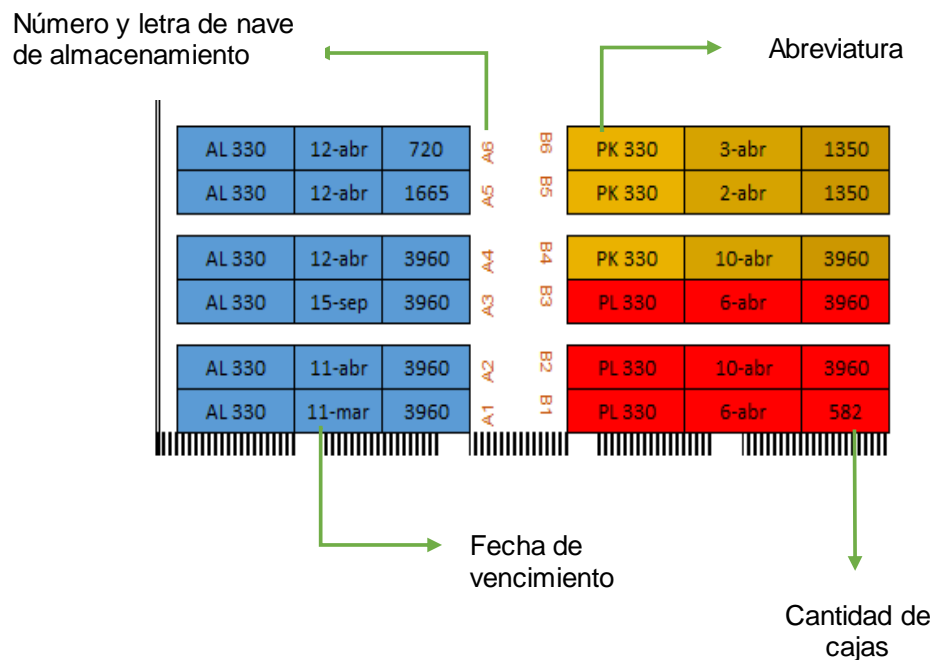 Número y letra de nave
de almacenamiento
Abreviatura
AL 330 12-abr 720 A6 B6 PK 330 3-abr 1350
AL 330 12-abr 1665 A5 B5 PK 330 2-abr 1350
AL 330 12-abr 3960 A4 B4 PK 330 10-abr 3960
AL 330 15-sep 3960 A3 B3 PL 330 6-abr 3960
AL 330 11-abr 3960 A2 B2 PL 330 10-abr 3960
AL 330 11-mar 3960 A1 B1 PL 330 6-abr 582
Fecha de
vencimiento
Cantidad de
cajas